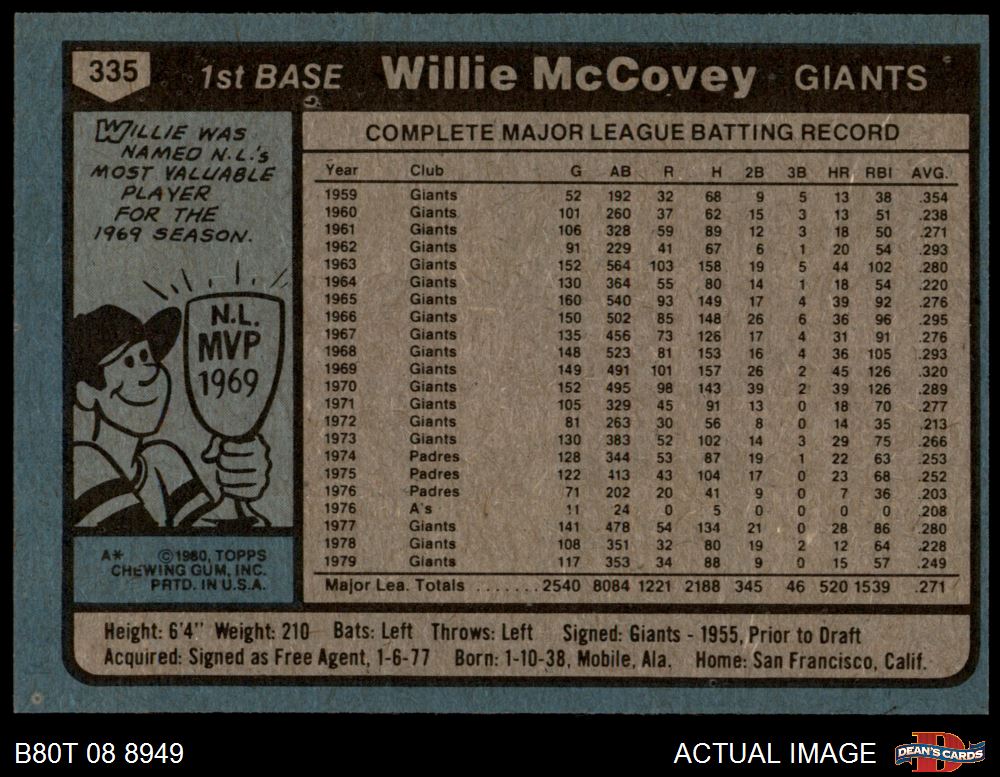 335 1st BASE Willie McCovey GIANTS
WILLIE WAS
NAMED N.L.'s
MOST VALUABLE
PLAYER
FOR THE
1969 SEASON.
N.L.
MVP
1969
A* ©1980, TOPPS
CHEWING GUM, INC.
PRTD. IN U.S.A.
COMPLETE MAJOR LEAGUE BATTING RECORD
Year Club G AB R H 2B 3B HR RBI AVG.
1959 Giants 52 192 32 68 9 5 13 38 .354
1960 Giants 101 260 37 62 15 3 13 51 .238
1961 Giants 106 328 59 89 12 3 18 50 .271
1962 Giants 91 229 41 67 6 1 20 54 .293
1963 Giants 152 564 103 158 19 5 44 102 .280
1964 Giants 130 364 55 80 14 1 18 54 .220
1965 Giants 160 540 93 149 17 4 39 92 .276
1966 Giants 150 502 85 148 26 6 36 96 .295
1967 Giants 135 456 73 126 17 4 31 91 .276
1968 Giants 148 523 81 153 16 4 36 105 .293
1969 Giants 149 491 101 157 26 2 45 126 .320
1970 Giants 152 495 98 143 39 2 39 126 .289
1971 Giants 105 329 45 91 13 0 18 70 .277
1972 Giants 81 263 30 56 8 0 14 35 .213
1973 Giants 130 383 52 102 14 3 29 75 .266
1974 Padres 128 344 53 87 19 1 22 63 .253
1975 Padres 122 413 43 104 17 0 23 68 .252
1976 Padres 71 202 20 41 9 0 7 36 .203
1976 A's 11 24 0 5 0 0 0 0 .208
1977 Giants 141 478 54 134 21 0 28 86 .280
1978 Giants 108 351 32 80 19 2 12 64 .228
1979 Giants 117 353 34 88 9 0 15 57 .249
Major Lea. Totals . . . . . . . 2540 8084 1221 2188 345 46 520 1539 .271
Height: 6'4" Weight: 210 Bats: Left Throws: Left Signed: Giants - 1955, Prior to Draft
Acquired: Signed as Free Agent, 1-6-77 Born: 1-10-38, Mobile, Ala. Home: San Francisco, Calif.
B80T 08 8949 ACTUAL IMAGE D DEAN'S CARDS